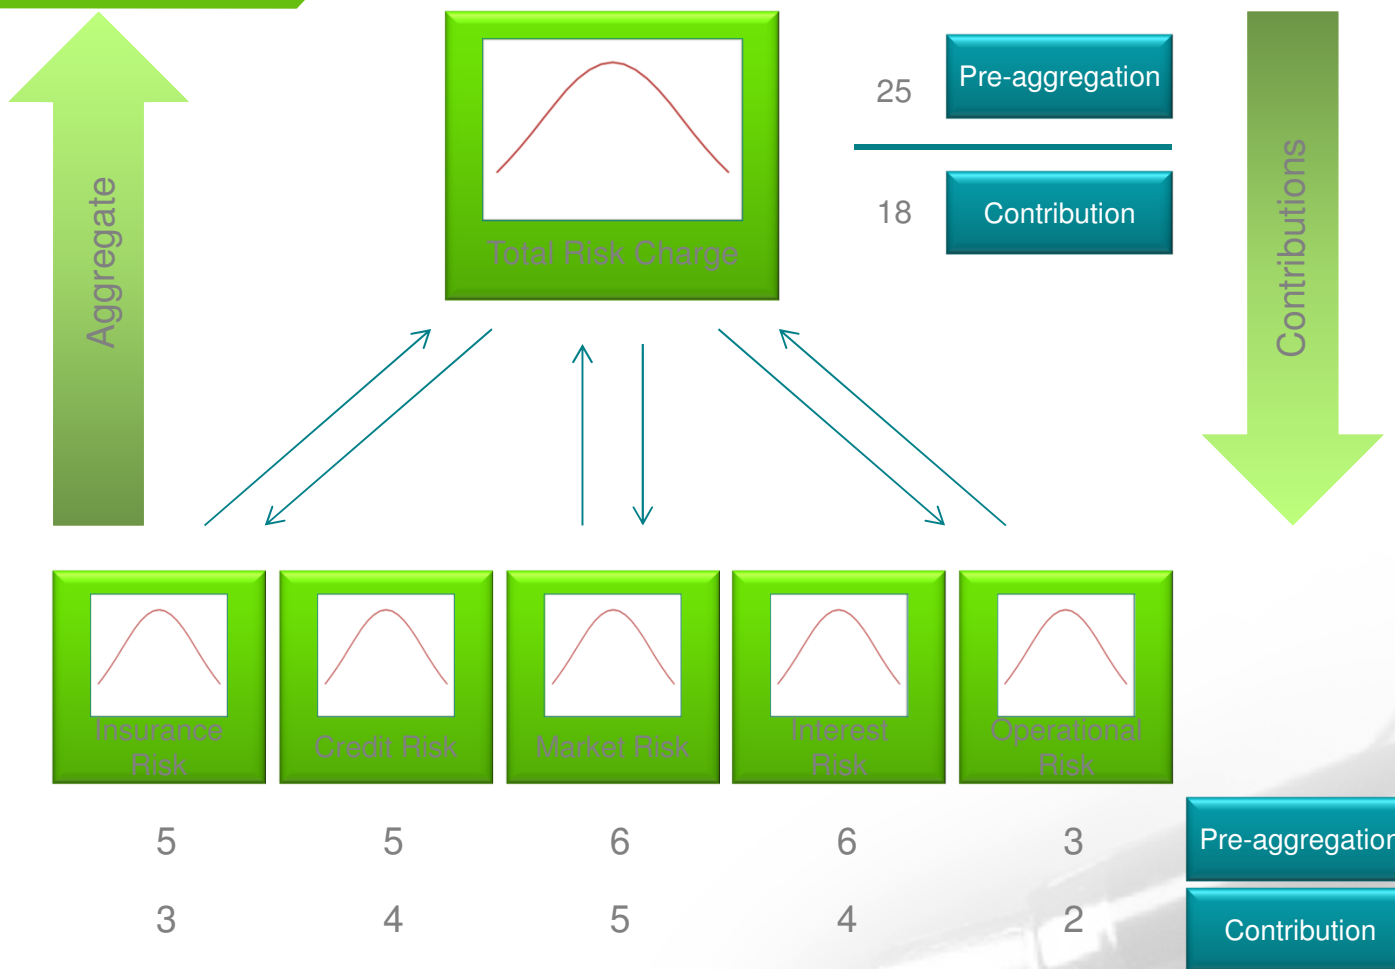 Aggregate
Total Risk Charge
25
Pre-aggregation
18
Contribution
Contributions
Insurance
Risk
Credit Risk
Market Risk
Interest
Risk
Operational
Risk
5 5 6 6 3
Pre-aggregation
3 4 5 4 2
Contribution